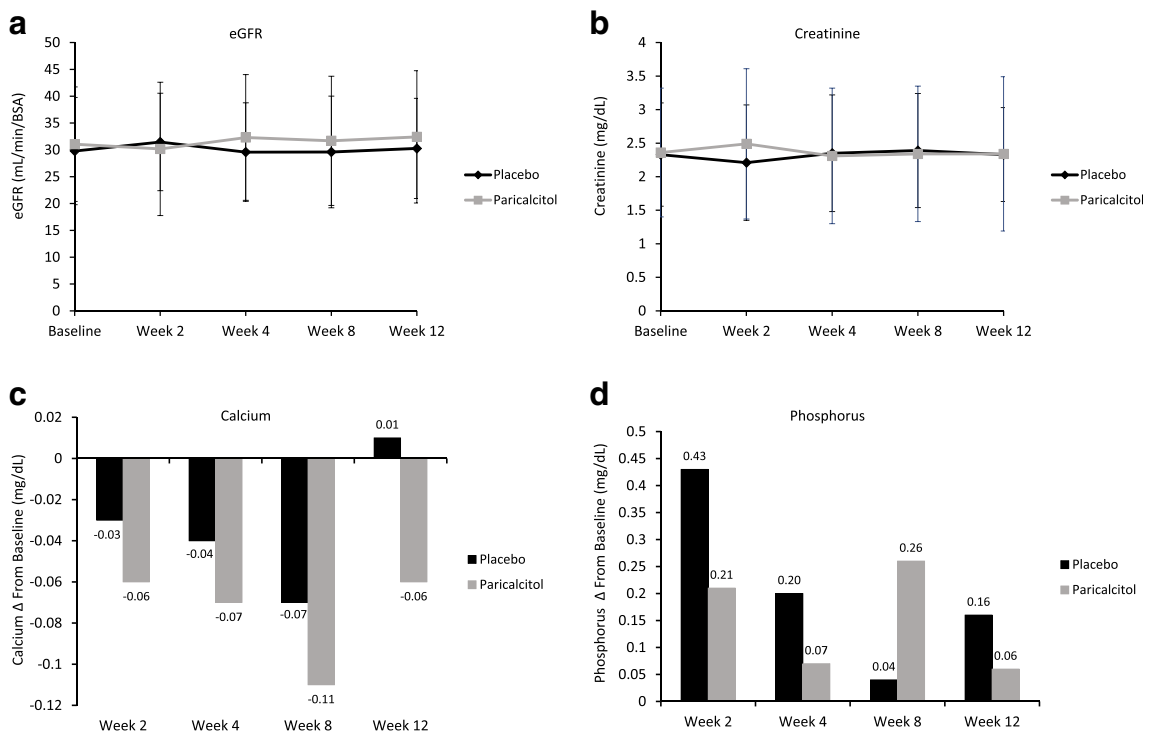 a
eGFR
50
45
40
35
30
25
20
15
10
5
0
eGFR (mL/min/BSA)
Baseline Week 2 Week 4 Week 8 Week 12
Placebo
Paricalcitol
b
Creatinine
4
3.5
3
2.5
2
1.5
1
0.5
0
Creatinine (mg/dL)
Baseline Week 2 Week 4 Week 8 Week 12
Placebo
Paricalcitol
c
Calcium
0.02
0
-0.02
-0.04
-0.06
-0.08
-0.1
-0.12
Calcium Δ From Baseline (mg/dL)
0.01
-0.03
-0.04
-0.06
-0.06
-0.07
-0.07
-0.11
Week 2 Week 4 Week 8 Week 12
Placebo
Paricalcitol
d
Phosphorus
0.5
0.45
0.4
0.35
0.3
0.25
0.2
0.15
0.1
0.05
0
Phosphorus Δ From Baseline (mg/dL)
0.43
0.21
0.20
0.07
0.04
0.26
0.16
0.06
Week 2 Week 4 Week 8 Week 12
Placebo
Paricalcitol